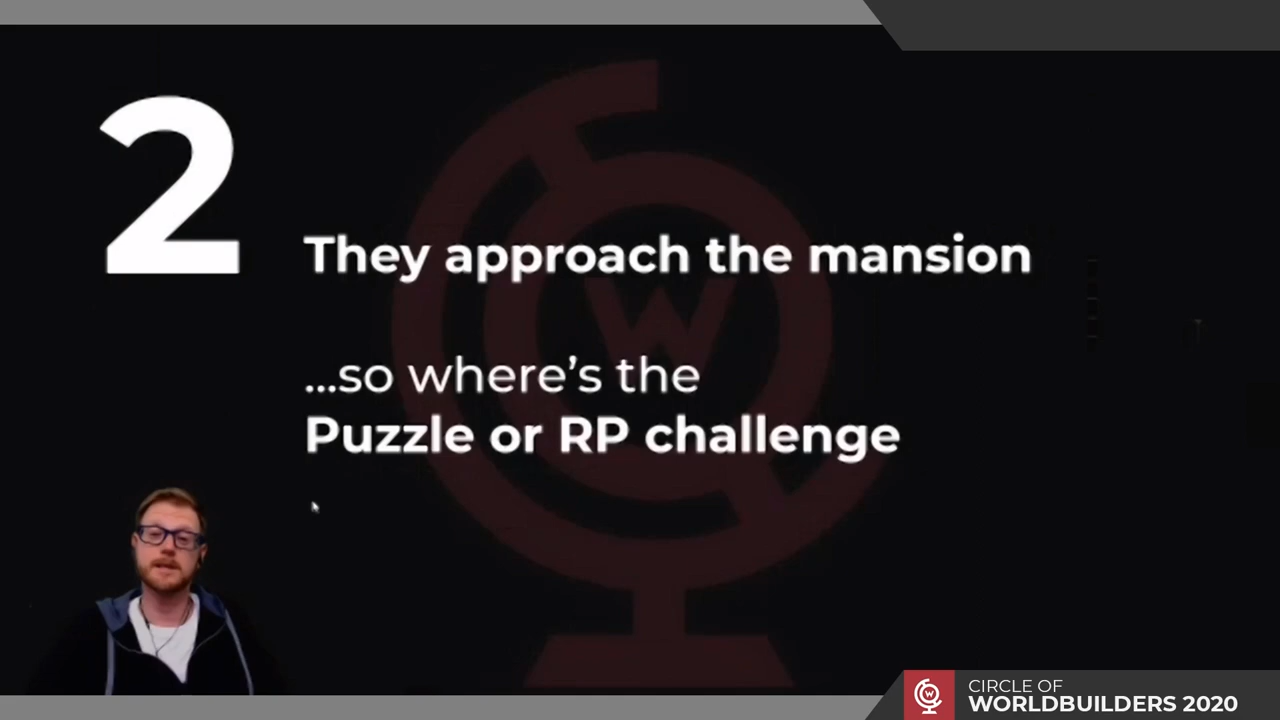 2
They approach the mansion
...so where's the
Puzzle or RP challenge
W
W
CIRCLE OF
WORLDBUILDERS 2020